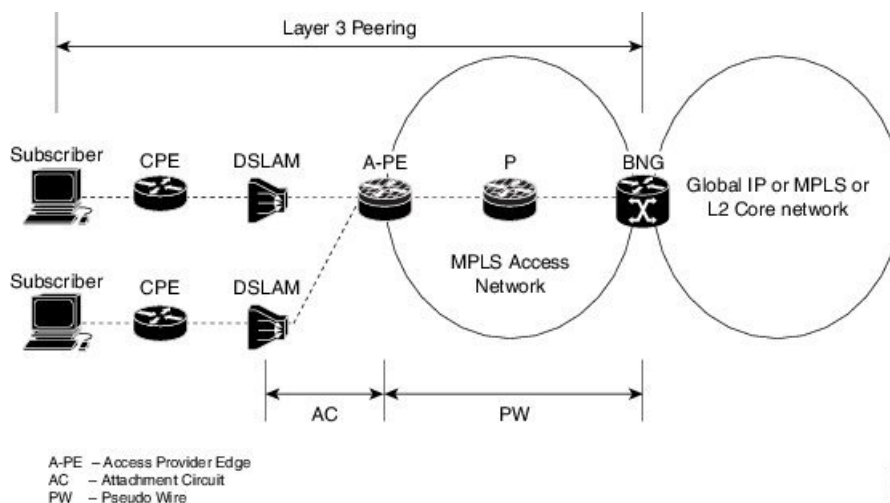 Layer 3 Peering
Subscriber
CPE
DSLAM
A-PE
P
BNG
Global IP or MPLS or
L2 Core network
MPLS Access
Network
Subscriber
CPE
DSLAM
AC
PW
A-PE – Access Provider Edge
AC – Attachment Circuit
PW – Pseudo Wire